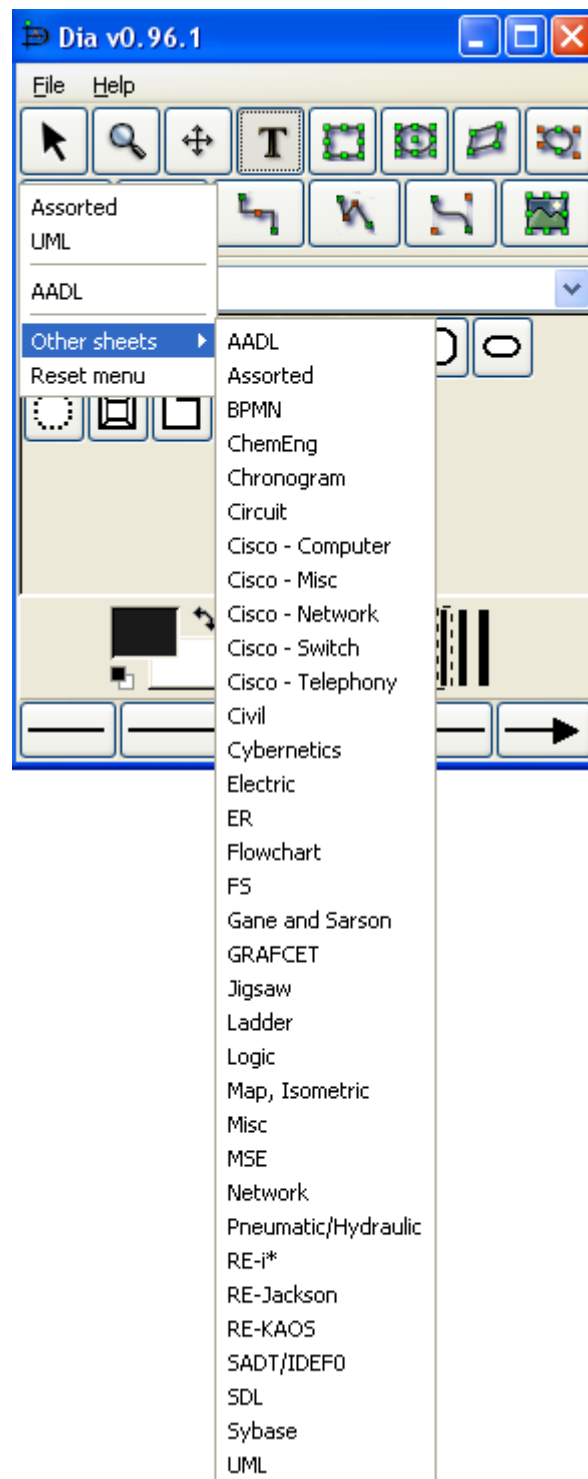 Dia v0.96.1
File Help
T
Assorted
UML
AADL
Other sheets
Reset menu
AADL
Assorted
BPMN
ChemEng
Chronogram
Circuit
Cisco - Computer
Cisco - Misc
Cisco - Network
Cisco - Switch
Cisco - Telephony
Civil
Cybernetics
Electric
ER
Flowchart
FS
Gane and Sarson
GRAFCET
Jigsaw
Ladder
Logic
Map, Isometric
Misc
MSE
Network
Pneumatic/Hydraulic
RE-i*
RE-Jackson
RE-KAOS
SADT/IDEF0
SDL
Sybase
UML